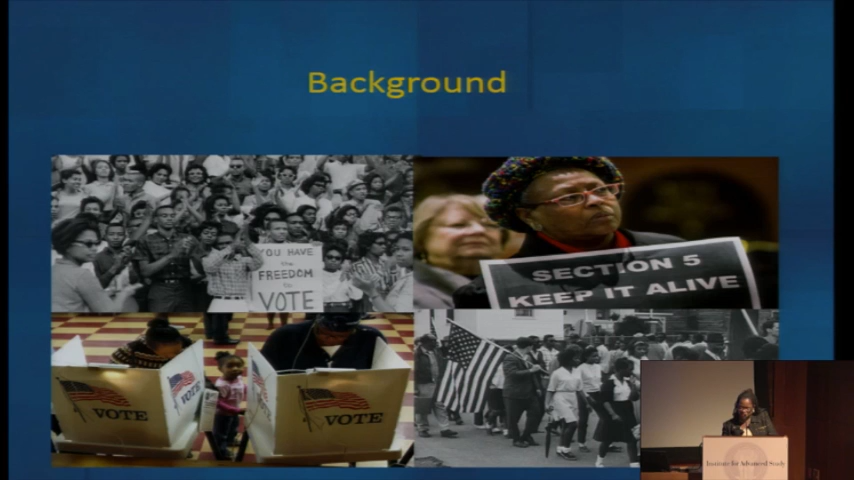 Background
YOU HAVE
the
FREEDOM
to
VOTE
SECTION 5
KEEP IT ALIVE
VOTE
VOTE
VOTE
Institute for Advanced Study